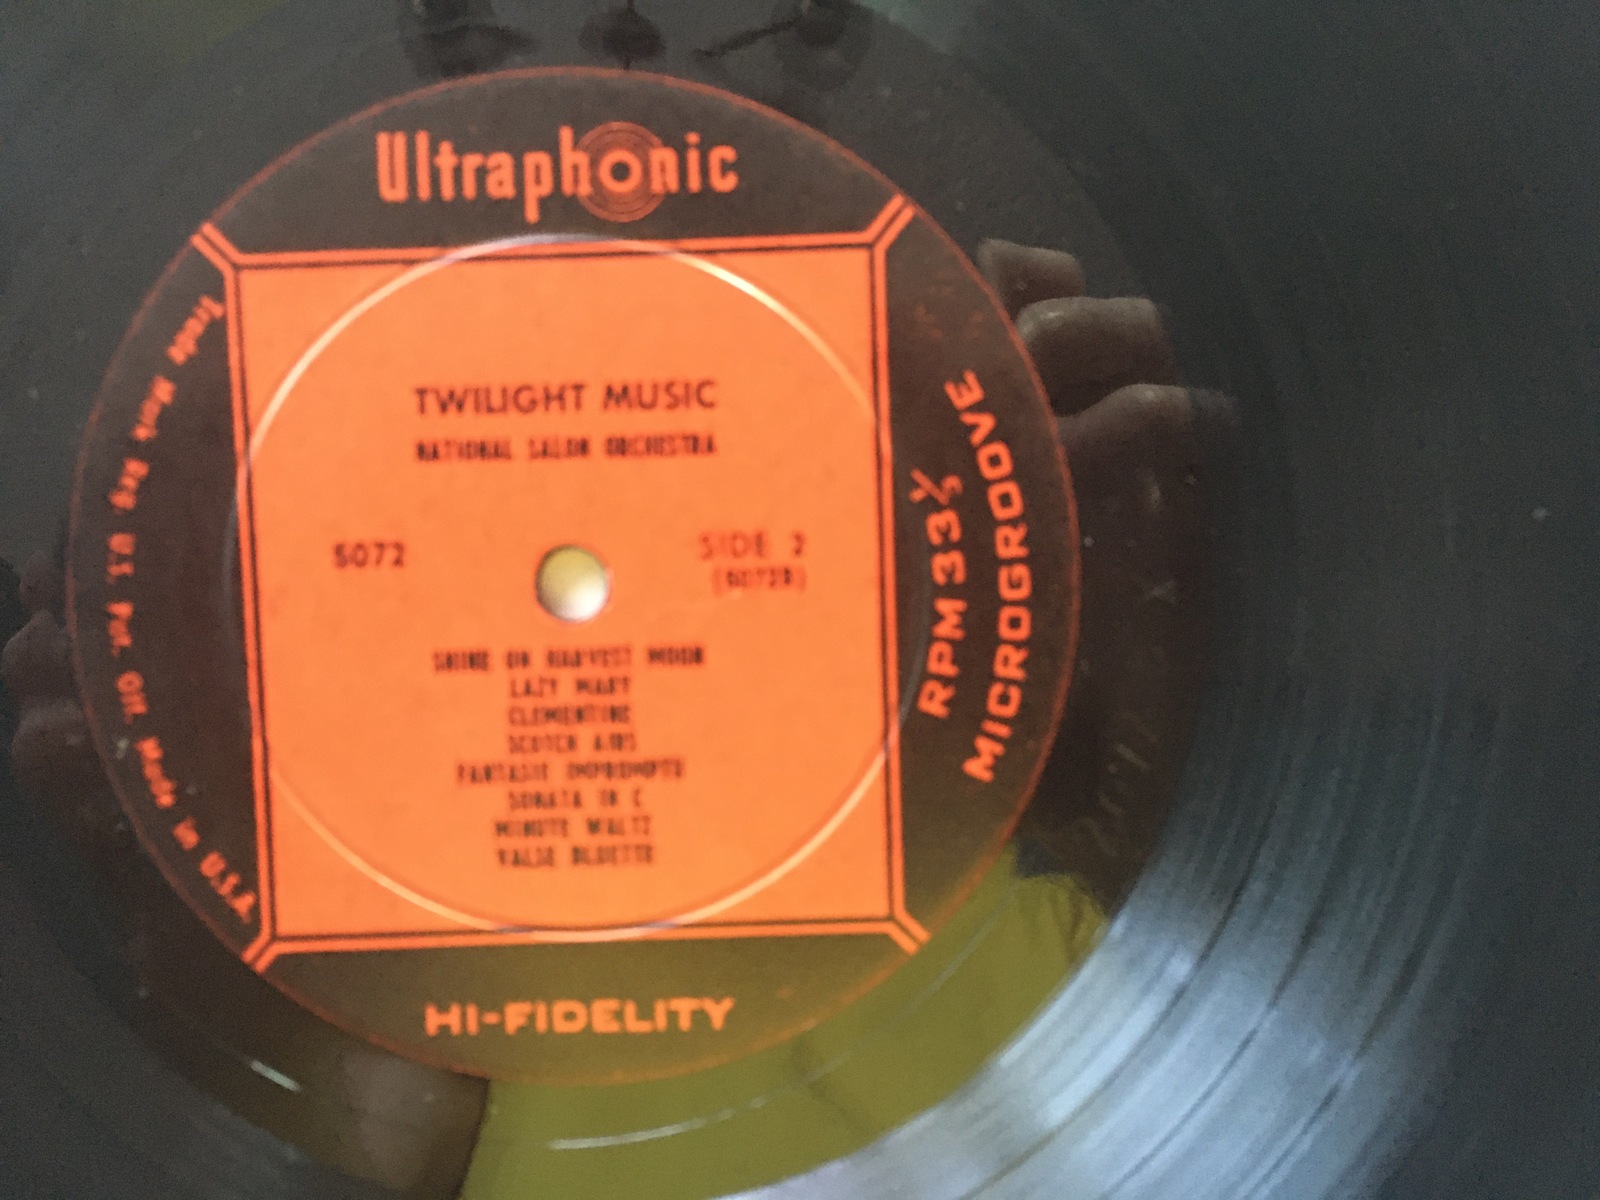 Ultraphonic
TWILIGHT MUSIC
NATIONAL SALON ORCHESTRA
5072
SIDE 2
(5072B)
SHINE ON HARVEST MOON
LAZY MARY
CLEMENTINE
SCOTCH AIRS
FANTASIE IMPROMPTU
SONATA IN C
MINUTE WALTZ
VALSE BLUETTE
RPM 33⅓
MICROGROOVE
HI-FIDELITY
Trade Mark Reg. U.S. Pat. Off. Made in